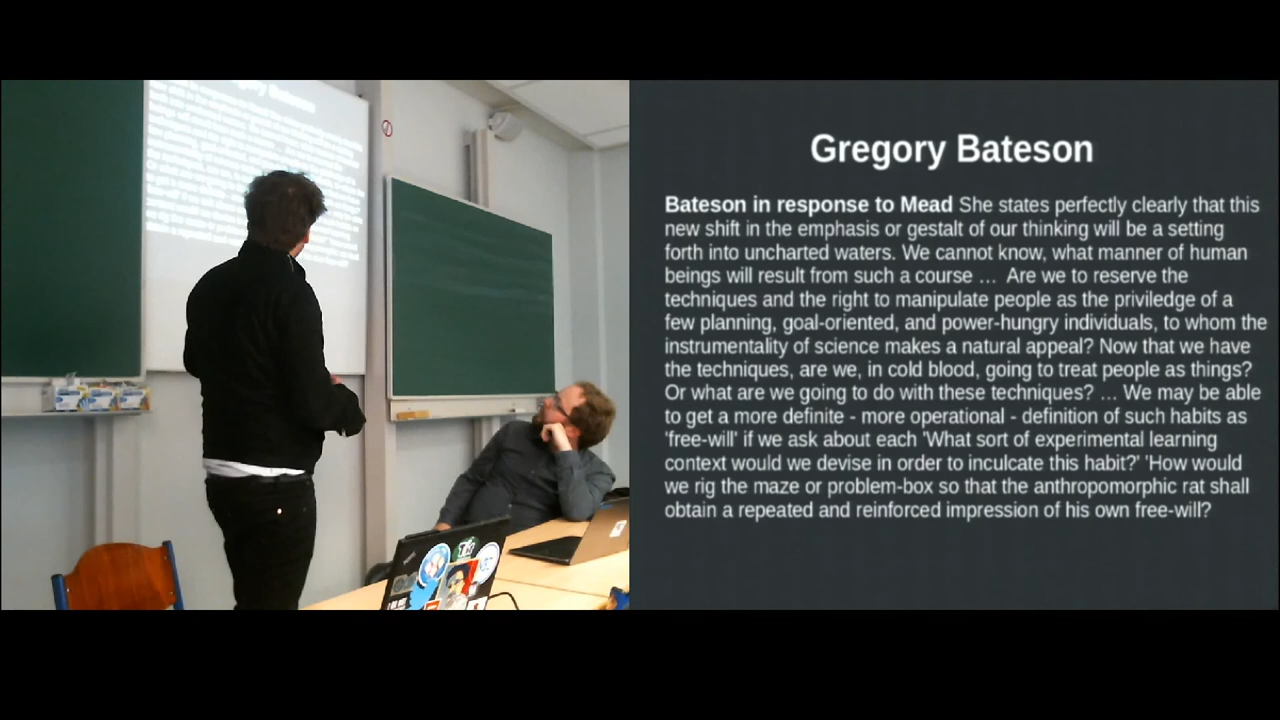 Gregory Bateson
Bateson in response to Mead She states perfectly clearly that this
new shift in the emphasis or gestalt of our thinking will be a setting
forth into uncharted waters. We cannot know, what manner of human
beings will result from such a course … Are we to reserve the
techniques and the right to manipulate people as the priviledge of a
few planning, goal-oriented, and power-hungry individuals, to whom the
instrumentality of science makes a natural appeal? Now that we have
the techniques, are we, in cold blood, going to treat people as things?
Or what are we going to do with these techniques? … We may be able
to get a more definite - more operational - definition of such habits as
'free-will' if we ask about each 'What sort of experimental learning
context would we devise in order to inculcate this habit?' 'How would
we rig the maze or problem-box so that the anthropomorphic rat shall
obtain a repeated and reinforced impression of his own free-will?